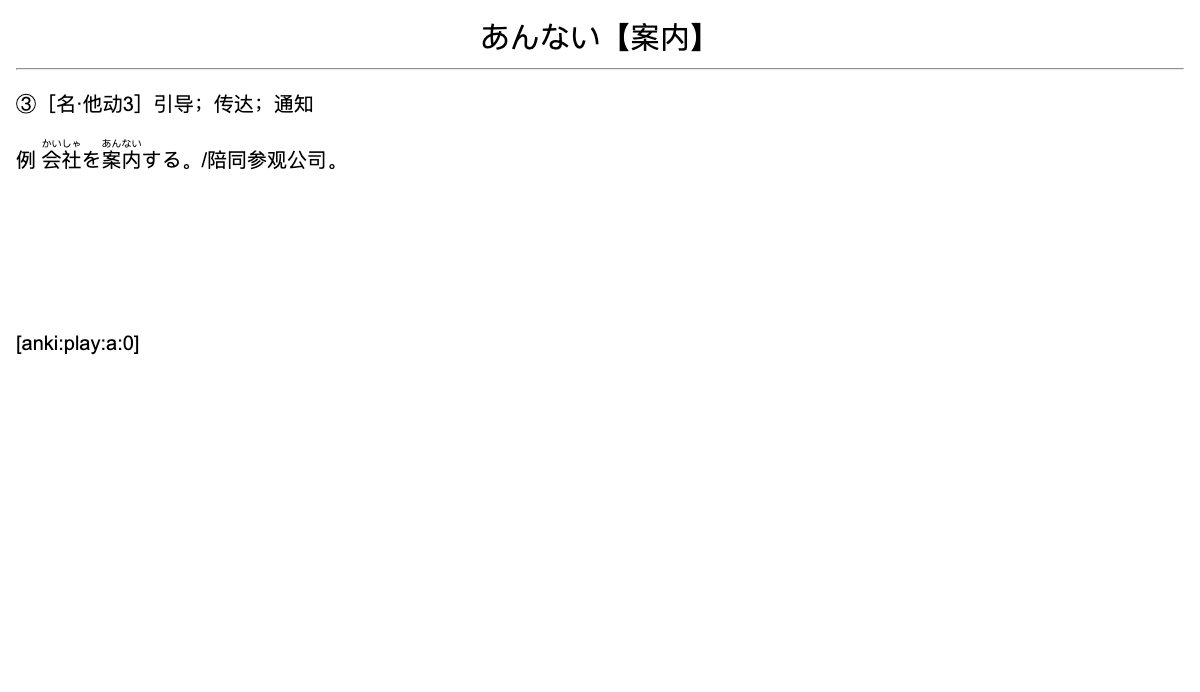 あんない【案内】
③［名·他动3］引导；传达；通知
かいしゃ あんない
例 会社を案内する。/陪同参观公司。
[anki:play:a:0]